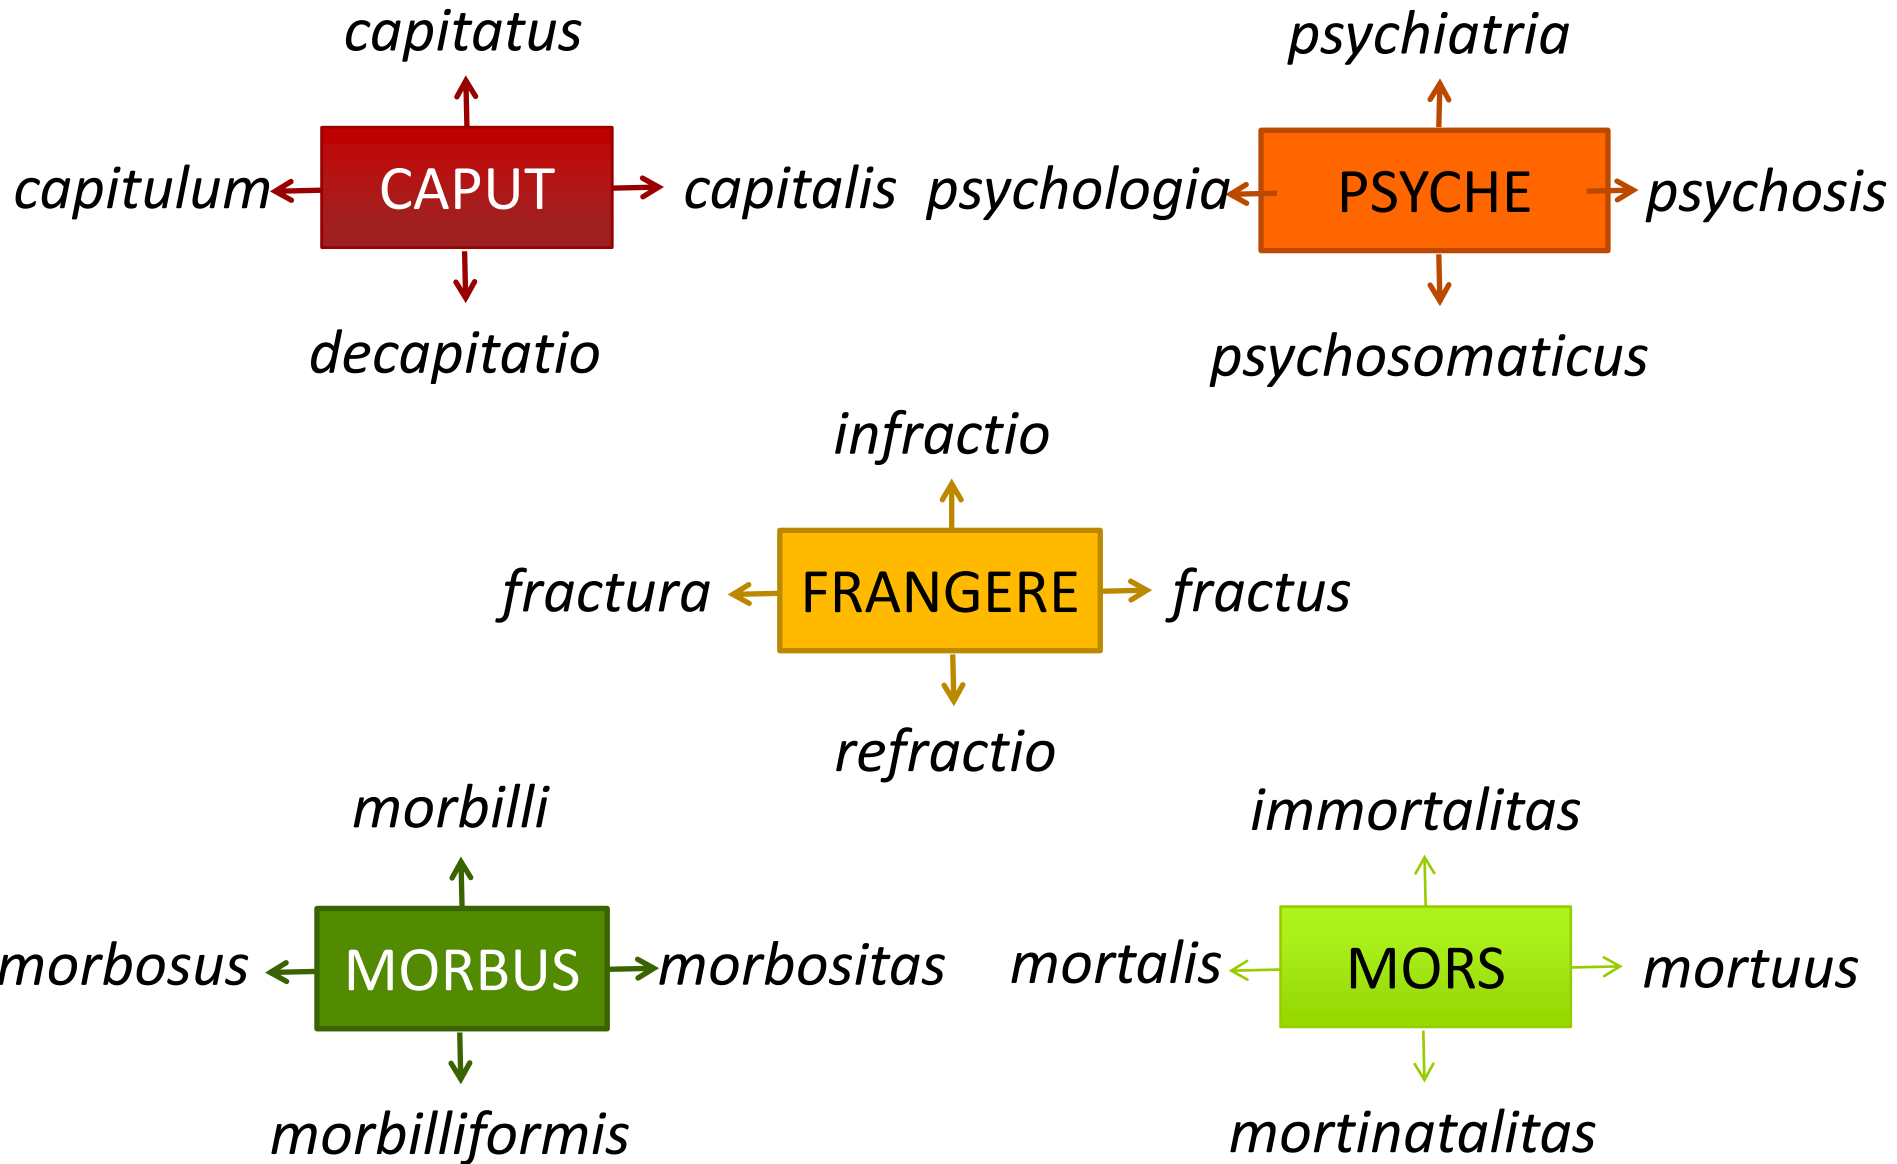 capitatus
capitulum
CAPUT
capitalis
decapitatio
psychiatria
psychologia
PSYCHE
psychosis
psychosomaticus
infractio
fractura
FRANGERE
fractus
refractio
morbilli
morbosus
MORBUS
morbositas
morbilliformis
immortalitas
mortalis
MORS
mortuus
mortinatalitas